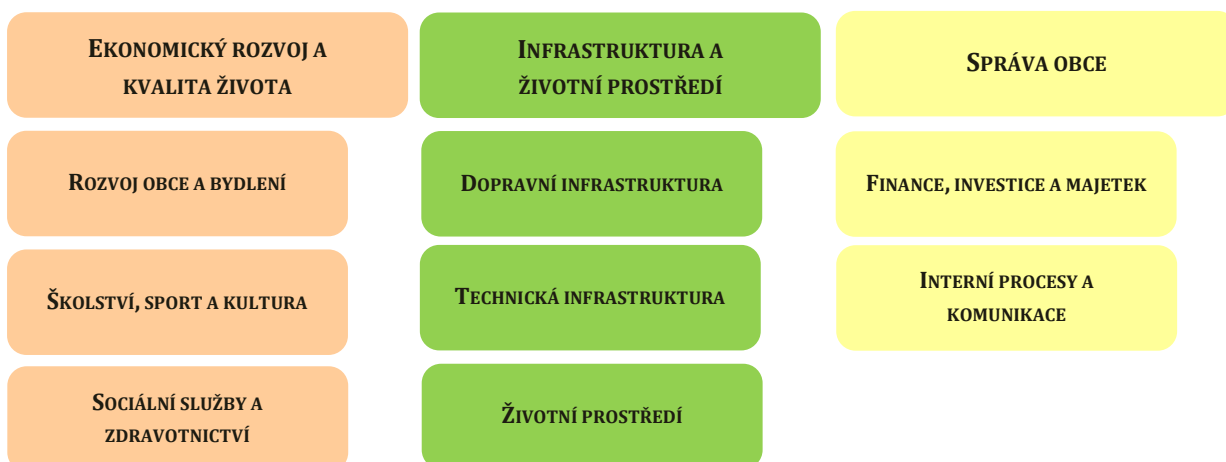 EKONOMICKÝ ROZVOJ A
KVALITA ŽIVOTA
ROZVOJ OBCE A BYDLENÍ
ŠKOLSTVÍ, SPORT A KULTURA
SOCIÁLNÍ SLUŽBY A
ZDRAVOTNICTVÍ
INFRASTRUKTURA A
ŽIVOTNÍ PROSTŘEDÍ
DOPRAVNÍ INFRASTRUKTURA
TECHNICKÁ INFRASTRUKTURA
ŽIVOTNÍ PROSTŘEDÍ
SPRÁVA OBCE
FINANCE, INVESTICE A MAJETEK
INTERNÍ PROCESY A
KOMUNIKACE